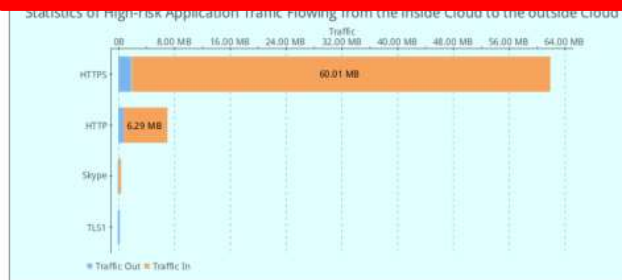 Statistics of High-risk Application Traffic Flowing from the Inside Cloud to the outside Cloud
Traffic
0B 8.00 MB 16.00 MB 24.00 MB 32.00 MB 40.00 MB 48.00 MB 56.00 MB 64.00 MB
HTTPS 60.01 MB
HTTP 6.29 MB
Skype
TLS1
Traffic Out Traffic In